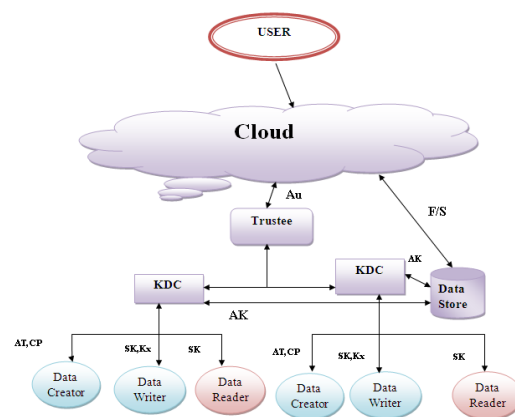 USER
Cloud
Au
Trustee
F/S
KDC
KDC
AK
Data
Store
AK
AT,CP
SK,Kx
SK
AT,CP
SK,Kx
SK
Data
Creator
Data
Writer
Data
Reader
Data
Creator
Data
Writer
Data
Reader